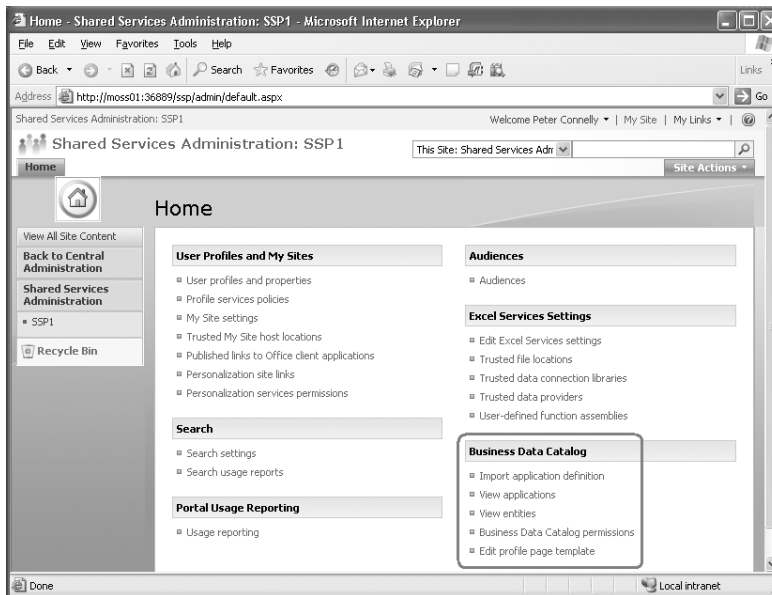 Home - Shared Services Administration: SSP1 - Microsoft Internet Explorer
File Edit View Favorites Tools Help
Back Search Favorites Links
Address http://moss01:36889/ssp/admin/default.aspx Go
Shared Services Administration: SSP1 Welcome Peter Connelly | My Site | My Links |
Shared Services Administration: SSP1
This Site: Shared Services Adm
Home Site Actions
Home
View All Site Content
Back to Central
Administration
Shared Services
Administration
SSP1
Recycle Bin
User Profiles and My Sites
User profiles and properties
Profile services policies
My Site settings
Trusted My Site host locations
Published links to Office client applications
Personalization site links
Personalization services permissions
Search
Search settings
Search usage reports
Portal Usage Reporting
Usage reporting
Audiences
Audiences
Excel Services Settings
Edit Excel Services settings
Trusted file locations
Trusted data connection libraries
Trusted data providers
User-defined function assemblies
Business Data Catalog
Import application definition
View applications
View entities
Business Data Catalog permissions
Edit profile page template
Done Local intranet